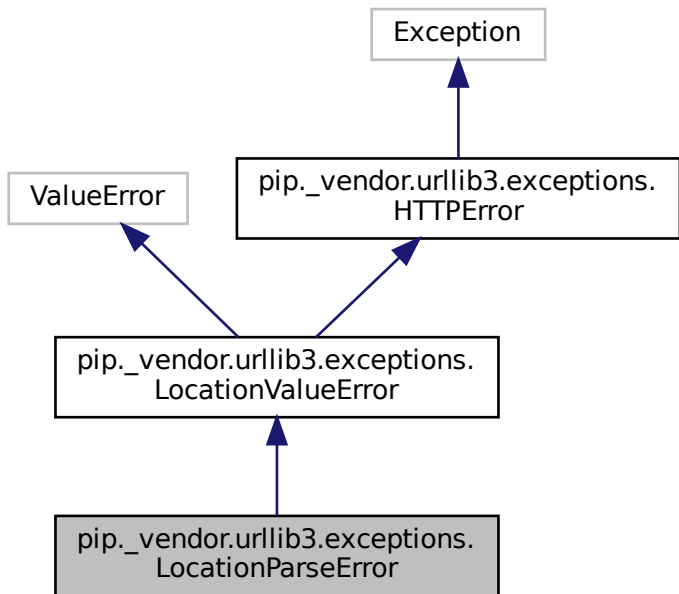 Exception
pip._vendor.urllib3.exceptions.
HTTPError
ValueError
pip._vendor.urllib3.exceptions.
LocationValueError
pip._vendor.urllib3.exceptions.
LocationParseError